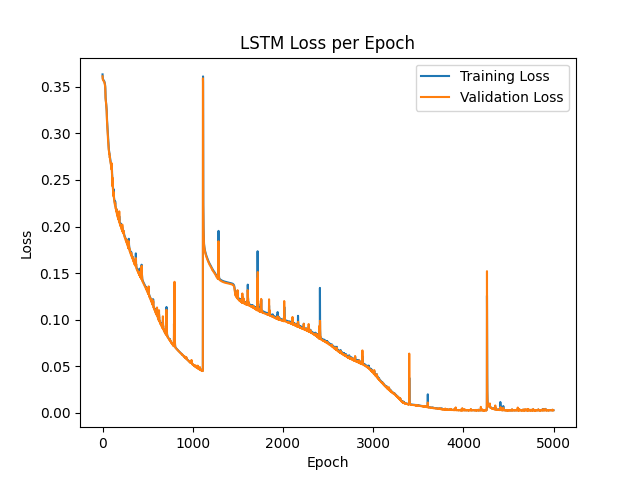 LSTM Loss per Epoch
Training Loss
Validation Loss
Loss
0.35
0.30
0.25
0.20
0.15
0.10
0.05
0.00
0 1000 2000 3000 4000 5000
Epoch